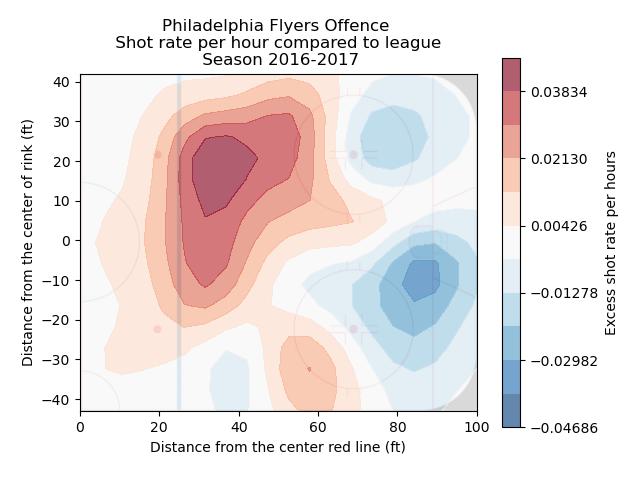 Philadelphia Flyers Offence
Shot rate per hour compared to league
Season 2016-2017
40
30
20
10
0
−10
−20
−30
−40
Distance from the center of rink (ft)
0 20 40 60 80 100
Distance from the center red line (ft)
0.03834
0.02130
0.00426
−0.01278
−0.02982
−0.04686
Excess shot rate per hours